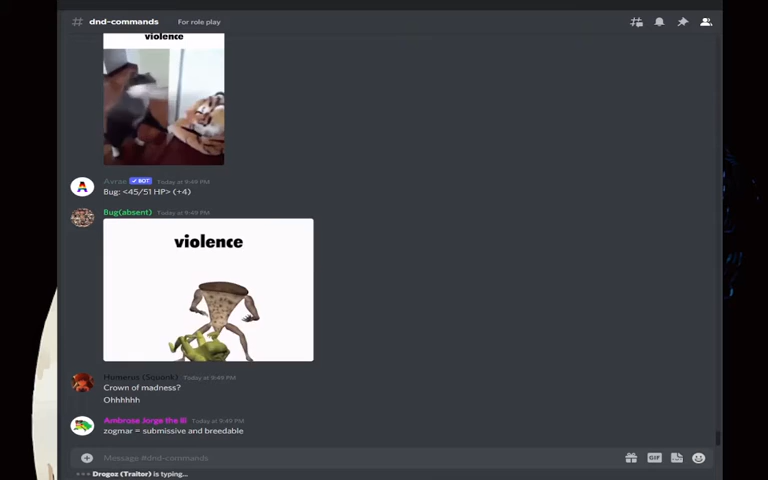 # dnd-commands For role play
violence
Avrae ✓ BOT Today at 9:49 PM
Bug: <45/51 HP> (+4)
Bug(absent) Today at 9:49 PM
violence
Humerus (Squonk) Today at 9:49 PM
Crown of madness?
Ohhhhhh
Ambrose Jorge the III Today at 9:49 PM
zogmar = submissive and breedable
Message #dnd-commands
GIF
Drogoz (Traitor) is typing...